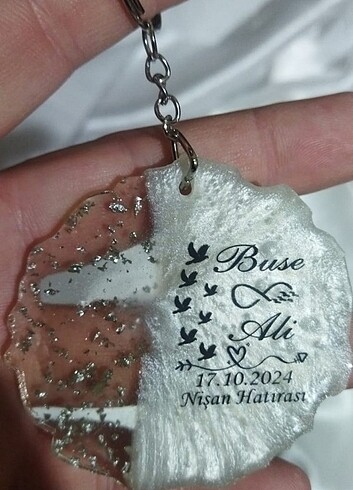 Buse
Ali
17.10.2024
Nişan Hatırası